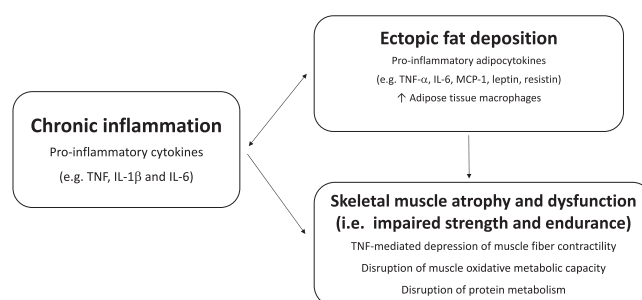 Ectopic fat deposition
Pro-inflammatory adipocytokines
(e.g. TNF-α, IL-6, MCP-1, leptin, resistin)
↑ Adipose tissue macrophages
Chronic inflammation
Pro-inflammatory cytokines
(e.g. TNF, IL-1β and IL-6)
Skeletal muscle atrophy and dysfunction
(i.e. impaired strength and endurance)
TNF-mediated depression of muscle fiber contractility
Disruption of muscle oxidative metabolic capacity
Disruption of protein metabolism